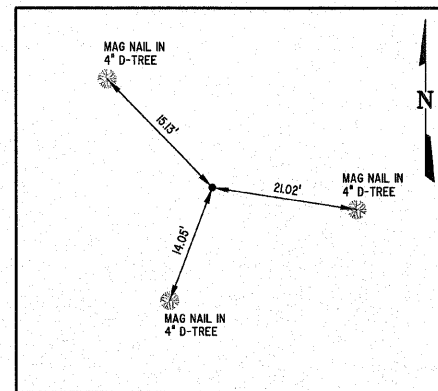 MAG NAIL IN
4" D-TREE
15.13'
N
21.02'
MAG NAIL IN
4" D-TREE
14.05'
MAG NAIL IN
4" D-TREE